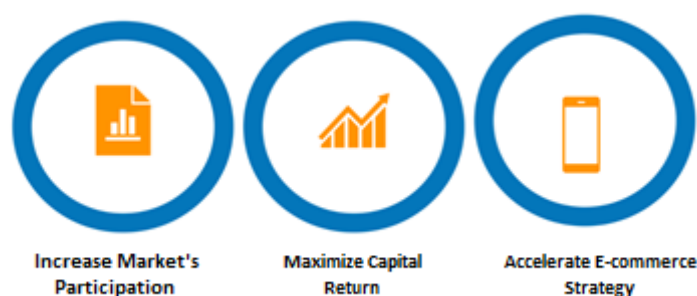 Increase Market's
Participation
Maximize Capital
Return
Accelerate E-commerce
Strategy